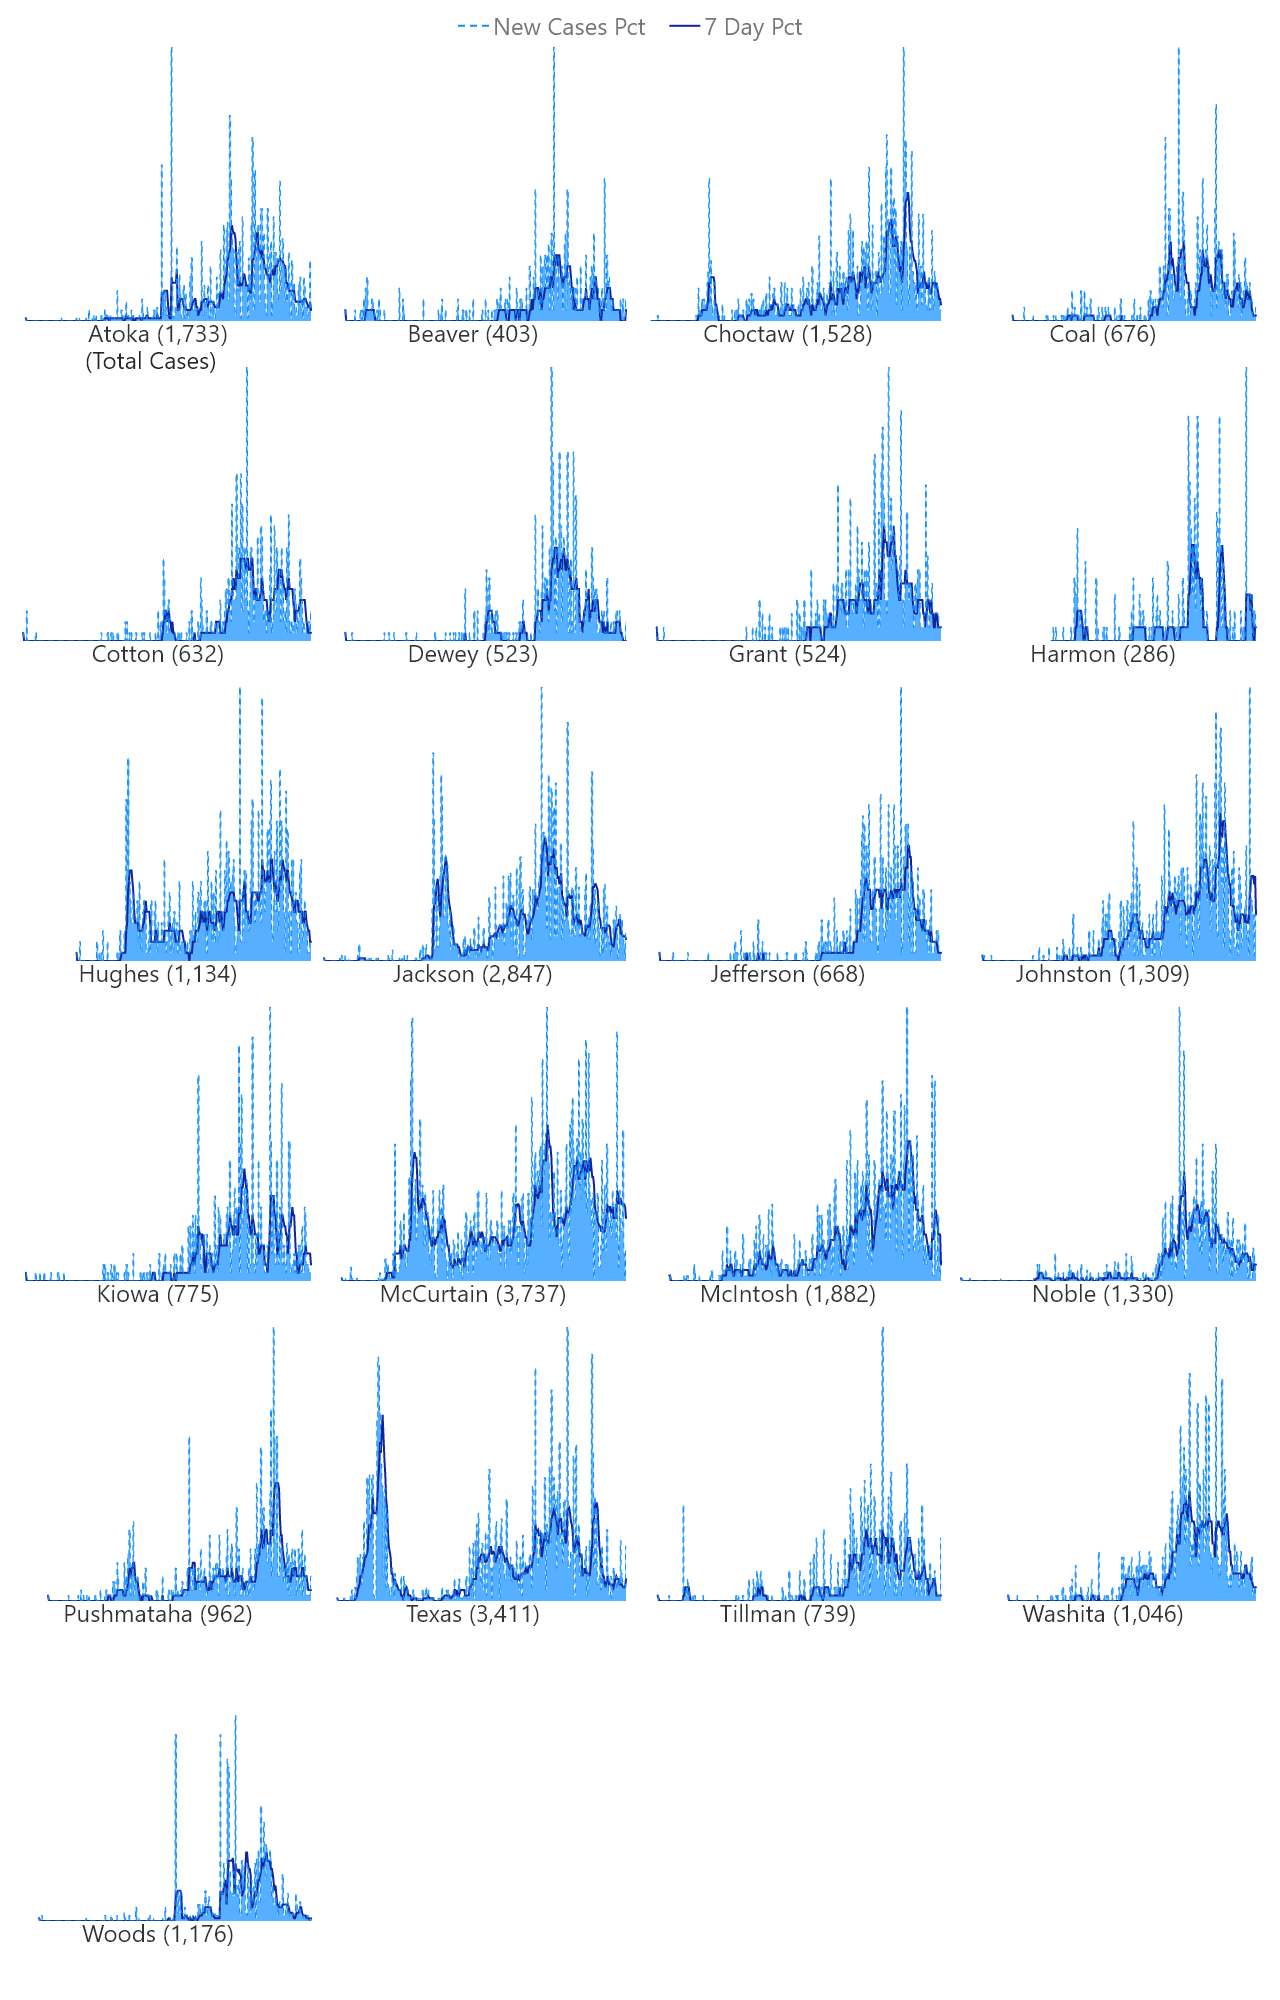 New Cases Pct 7 Day Pct
Atoka (1,733) Beaver (403) Choctaw (1,528) Coal (676)
(Total Cases)
Cotton (632) Dewey (523) Grant (524) Harmon (286)
Hughes (1,134) Jackson (2,847) Jefferson (668) Johnston (1,309)
Kiowa (775) McCurtain (3,737) McIntosh (1,882) Noble (1,330)
Pushmataha (962) Texas (3,411) Tillman (739) Washita (1,046)
Woods (1,176)